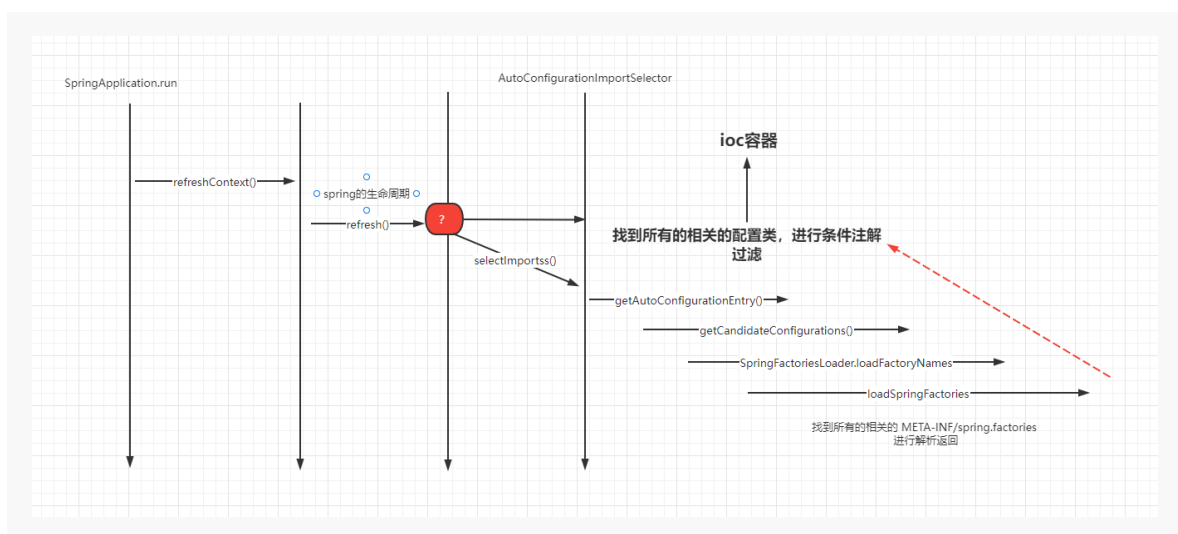 SpringApplication.run
AutoConfigurationImportSelector
ioc容器
refreshContext()
spring的生命周期
?
refresh()
找到所有的相关的配置类，进行条件注解
过滤
selectImportss()
getAutoConfigurationEntry()
getCandidateConfigurations()
SpringFactoriesLoader.loadFactoryNames
loadSpringFactories
找到所有的相关的 META-INF/spring.factories
进行解析返回